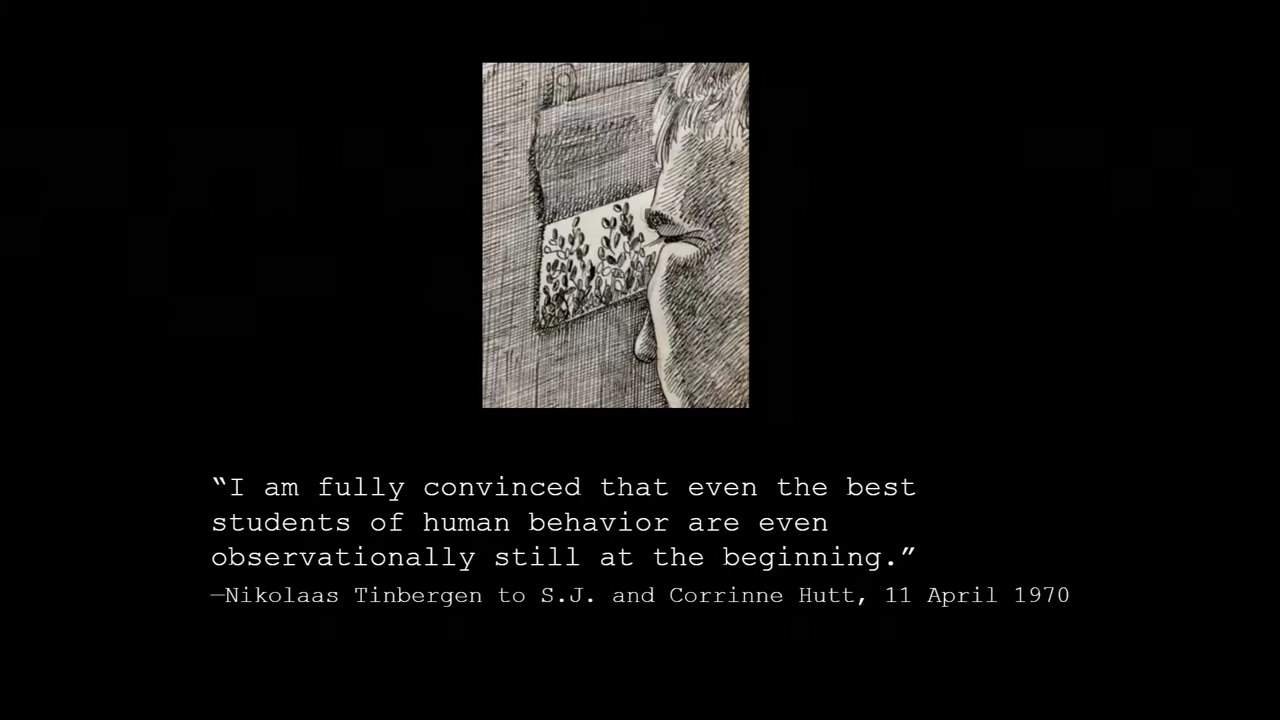 “I am fully convinced that even the best
students of human behavior are even
observationally still at the beginning.”
—Nikolaas Tinbergen to S.J. and Corrinne Hutt, 11 April 1970